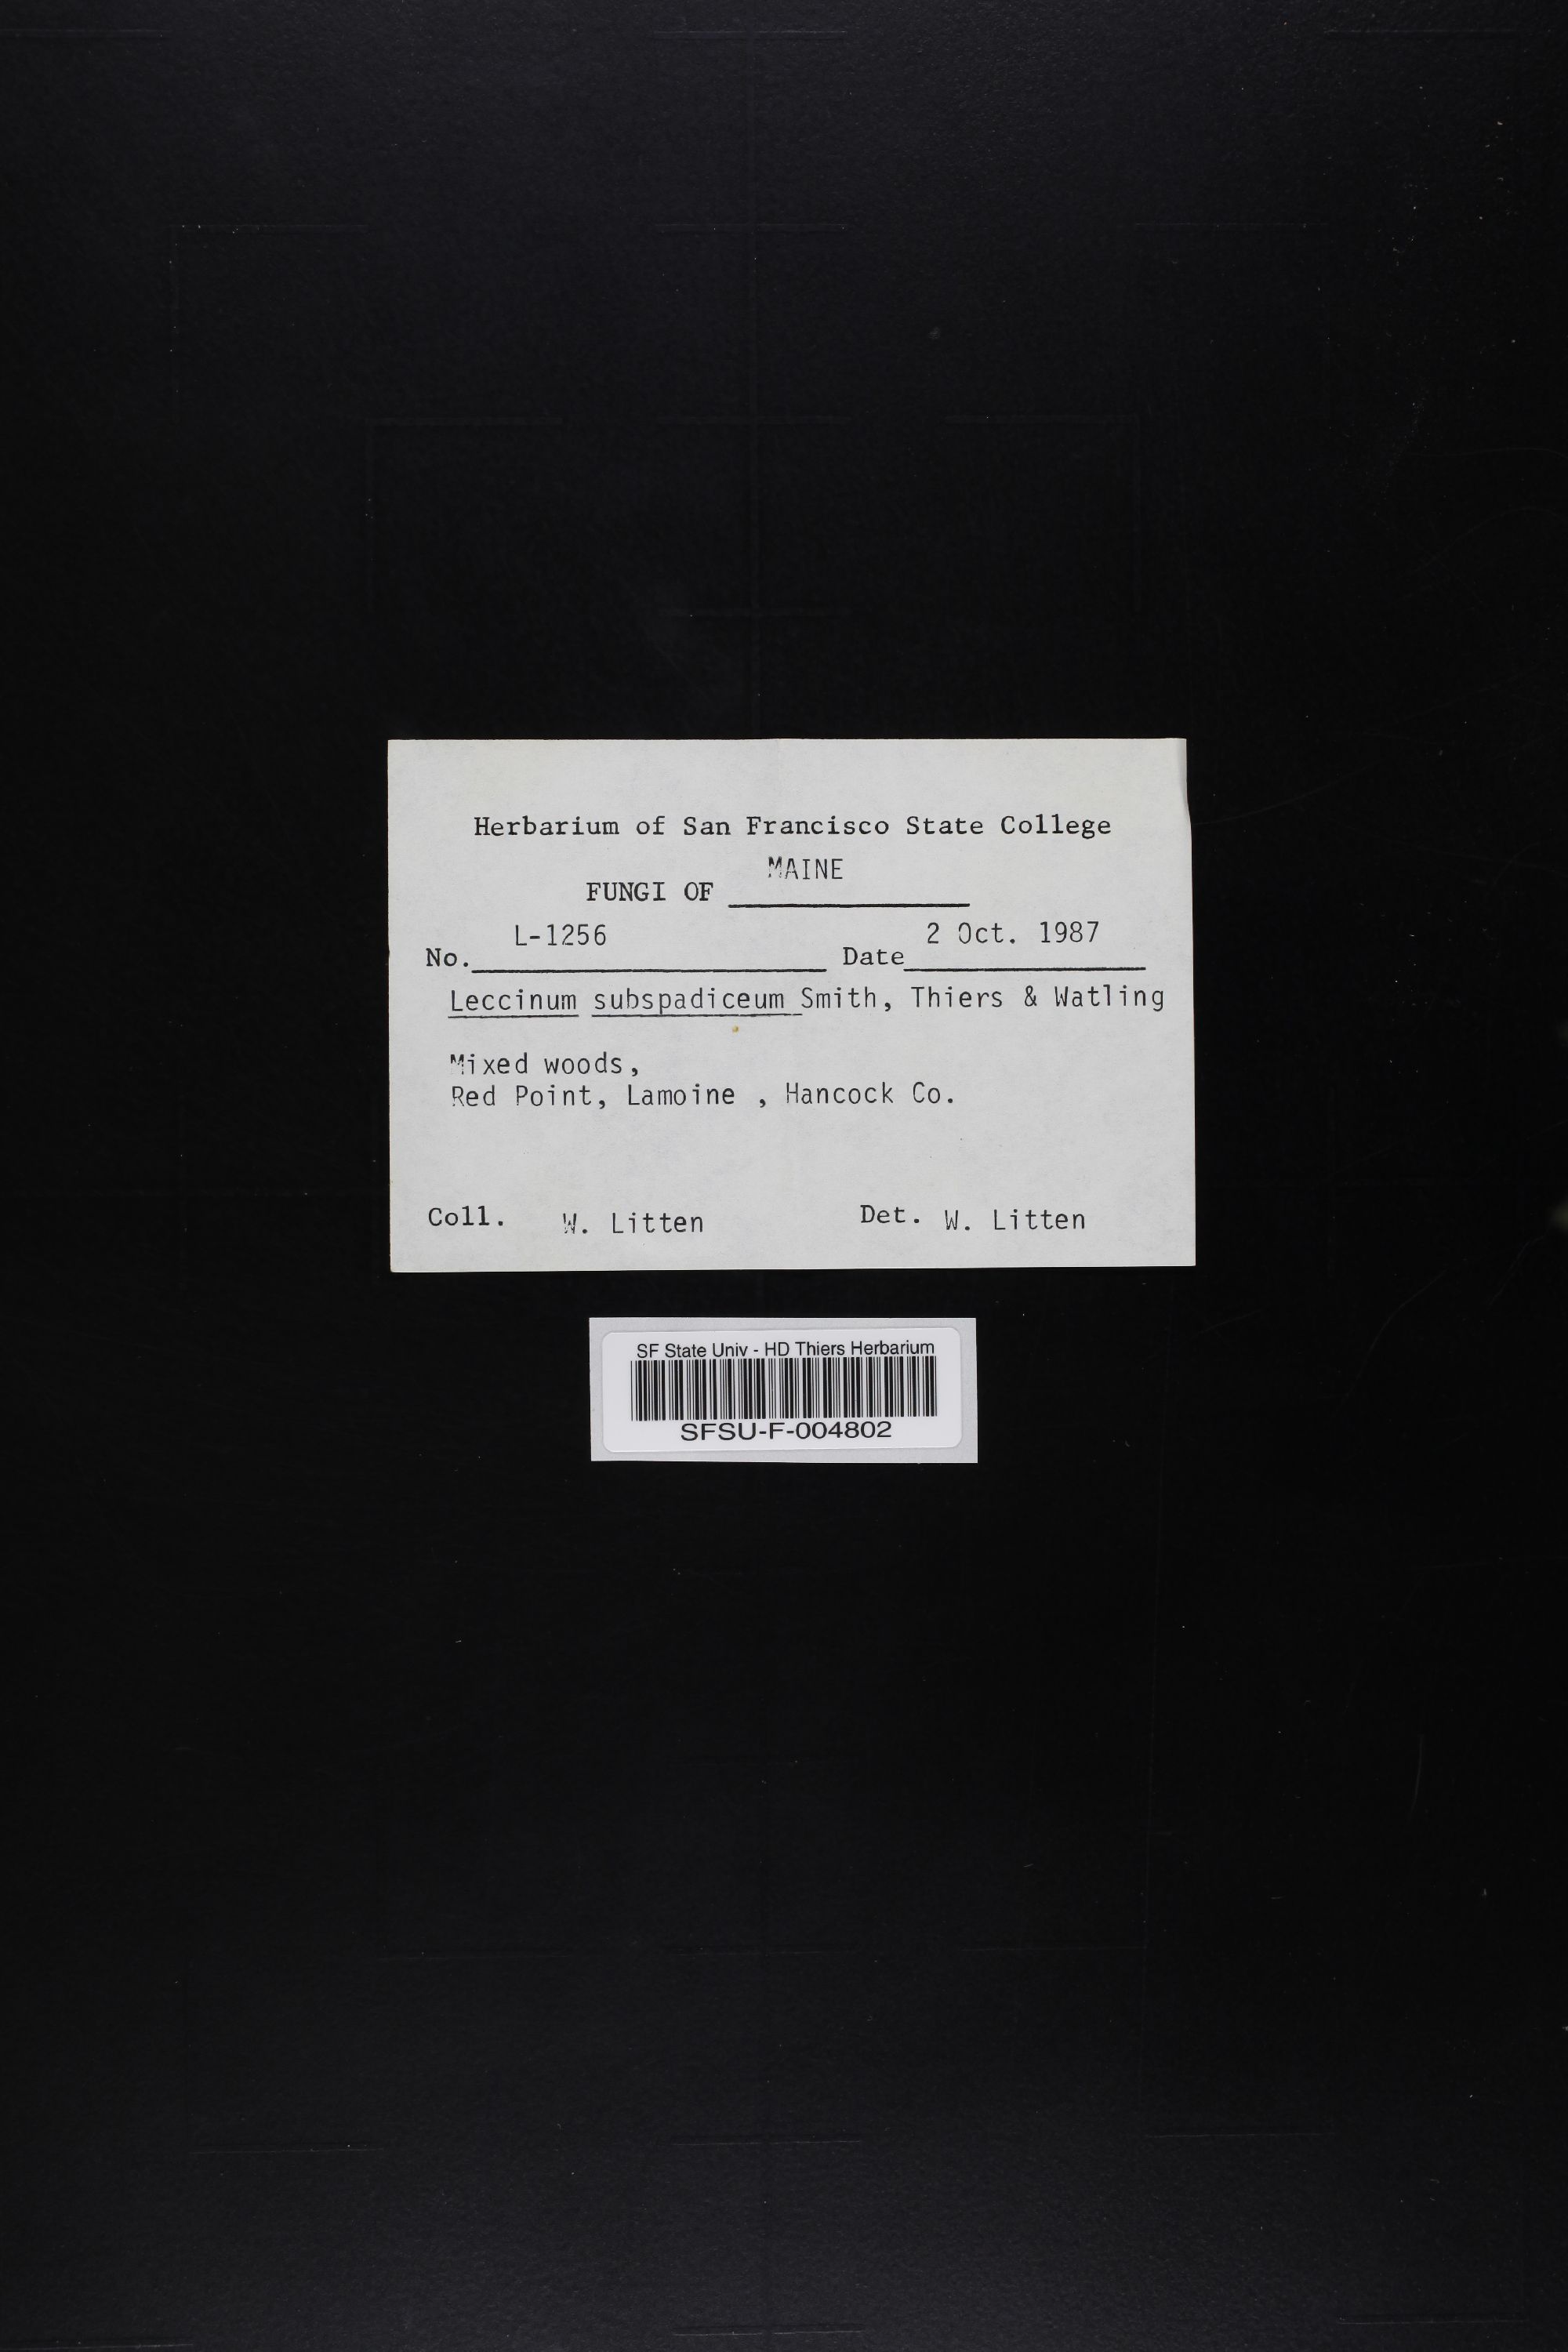 Herbarium of San Francisco State College
FUNGI OF MAINE
No. L-1256 Date 2 Oct. 1987
Leccinum subspadiceum Smith, Thiers & Watling
Mixed woods,
Red Point, Lamoine , Hancock Co.
Coll. W. Litten Det. W. Litten
SF State Univ - HD Thiers Herbarium
SFSU-F-004802